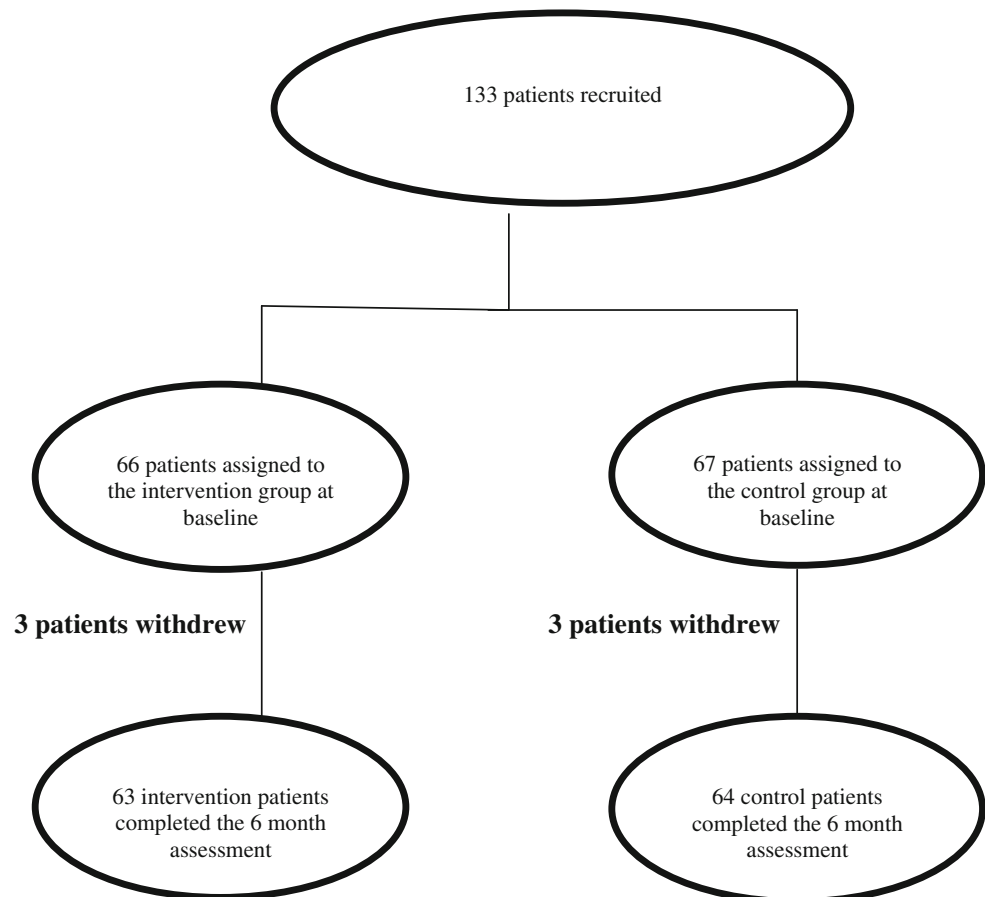 133 patients recruited
66 patients assigned to
the intervention group at
baseline
67 patients assigned to
the control group at
baseline
3 patients withdrew
3 patients withdrew
63 intervention patients
completed the 6 month
assessment
64 control patients
completed the 6 month
assessment